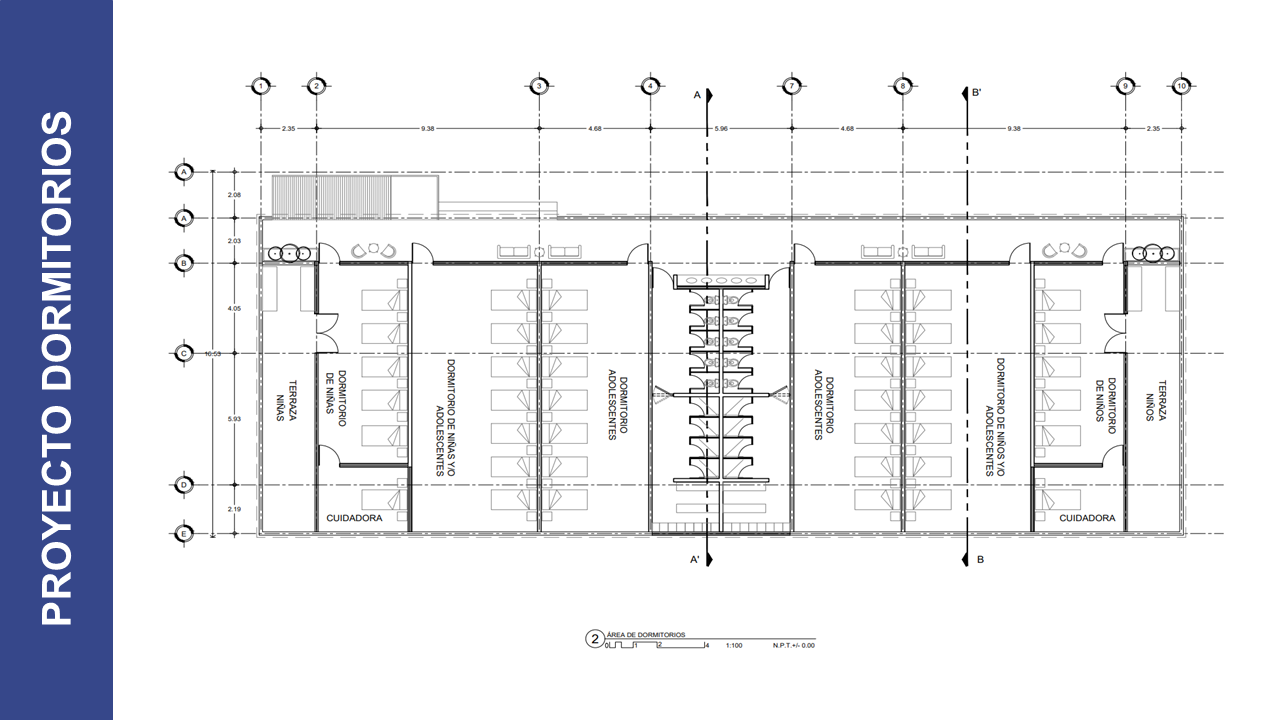 PROYECTO DORMITORIOS
1
2
3
4
7
8
9
10
A
B'
2.35
9.38
4.68
5.96
4.68
9.38
2.35
A
2.08
A
2.03
B
4.05
C
16.53
5.93
D
2.19
E
TERRAZA
NIÑAS
DORMITORIO
DE NIÑAS
DORMITORIO DE NIÑAS Y/O
ADOLESCENTES
DORMITORIO
ADOLESCENTES
DORMITORIO
ADOLESCENTES
DORMITORIO DE NIÑOS Y/O
ADOLESCENTES
DORMITORIO
DE NIÑOS
TERRAZA
NIÑOS
CUIDADORA
CUIDADORA
A'
B
2
ÁREA DE DORMITORIOS
0
1
2
4
1:100
N.P.T.+/- 0.00